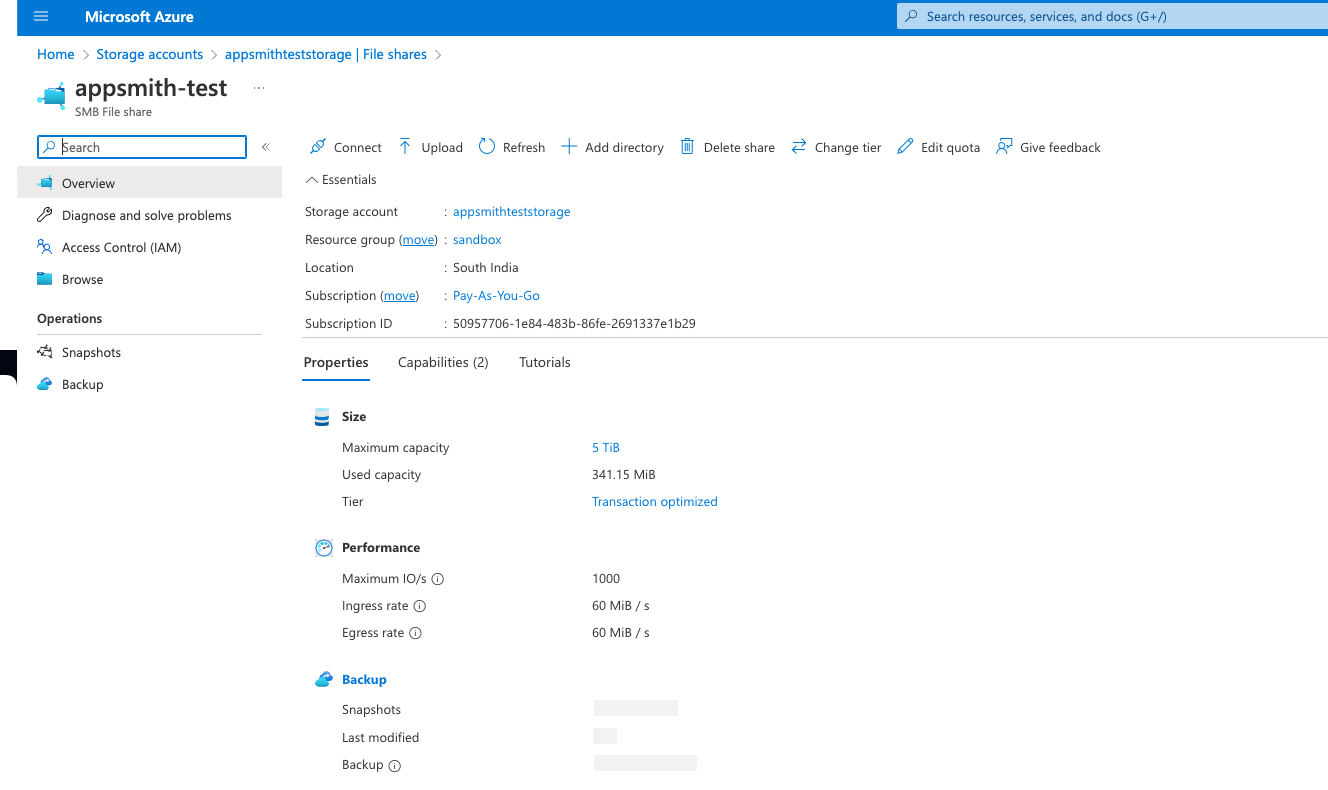 Microsoft Azure
Search resources, services, and docs (G+/)
Home > Storage accounts > appsmithteststorage | File shares >
appsmith-test ...
SMB File share
Search «
Overview
Diagnose and solve problems
Access Control (IAM)
Browse
Operations
Snapshots
Backup
Connect Upload Refresh Add directory Delete share Change tier Edit quota Give feedback
Essentials
Storage account : appsmithteststorage
Resource group (move) : sandbox
Location : South India
Subscription (move) : Pay-As-You-Go
Subscription ID : 50957706-1e84-483b-86fe-2691337e1b29
Properties Capabilities (2) Tutorials
Size
Maximum capacity 5 TiB
Used capacity 341.15 MiB
Tier Transaction optimized
Performance
Maximum IO/s 1000
Ingress rate 60 MiB / s
Egress rate 60 MiB / s
Backup
Snapshots
Last modified
Backup